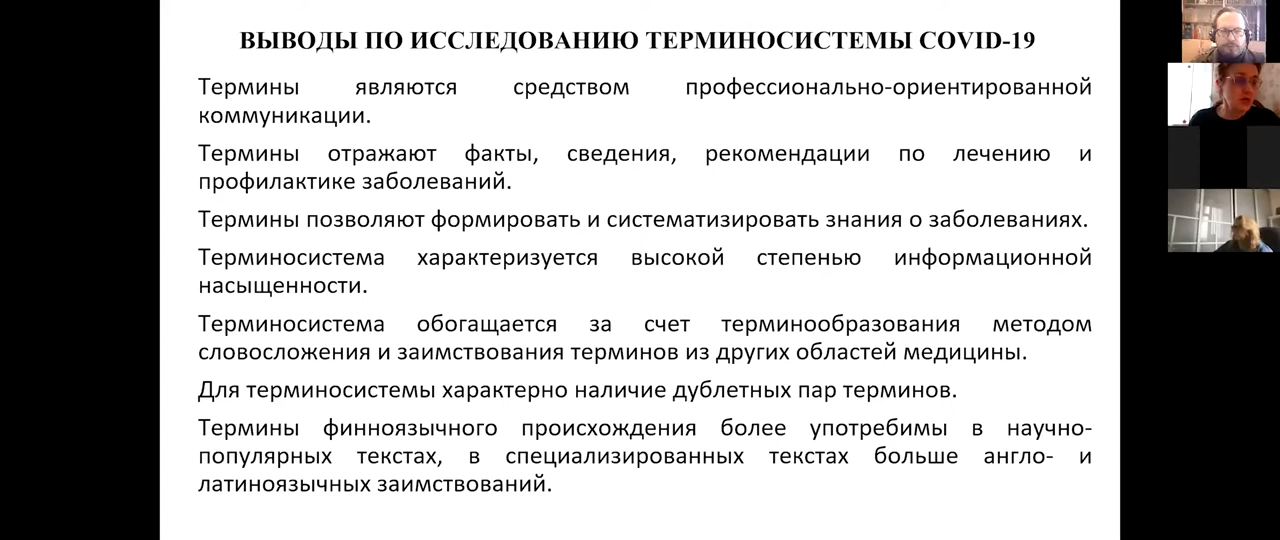 ВЫВОДЫ ПО ИССЛЕДОВАНИЮ ТЕРМИНОСИСТЕМЫ COVID-19
Термины являются средством профессионально-ориентированной
коммуникации.
Термины отражают факты, сведения, рекомендации по лечению и
профилактике заболеваний.
Термины позволяют формировать и систематизировать знания о заболеваниях.
Терминосистема характеризуется высокой степенью информационной
насыщенности.
Терминосистема обогащается за счет терминообразования методом
словосложения и заимствования терминов из других областей медицины.
Для терминосистемы характерно наличие дублетных пар терминов.
Термины финноязычного происхождения более употребимы в научно-
популярных текстах, в специализированных текстах больше англо- и
латиноязычных заимствований.